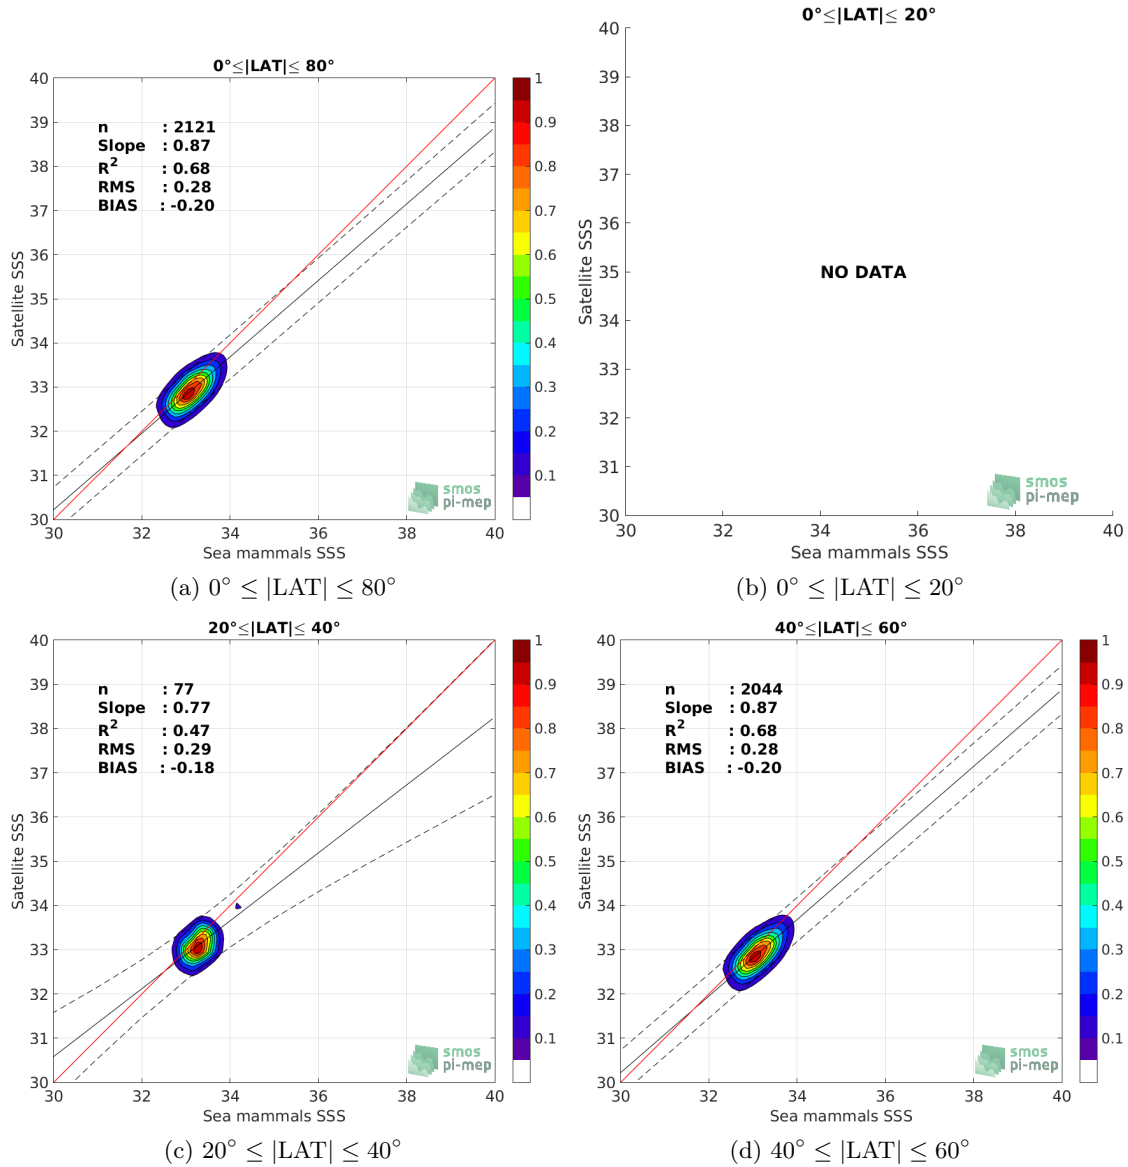 0°≤|LAT|≤ 80°
40
39
38
37
36
35
34
33
32
31
30
Satellite SSS
n : 2121
Slope : 0.87
R² : 0.68
RMS : 0.28
BIAS : -0.20
smos
pi-mep
30 32 34 36 38 40
Sea mammals SSS
1
0.9
0.8
0.7
0.6
0.5
0.4
0.3
0.2
0.1
(a) 0° ≤ |LAT| ≤ 80°
0°≤|LAT|≤ 20°
40
39
38
37
36
35
34
33
32
31
30
Satellite SSS
NO DATA
smos
pi-mep
30 32 34 36 38 40
Sea mammals SSS
(b) 0° ≤ |LAT| ≤ 20°
20°≤|LAT|≤ 40°
40
39
38
37
36
35
34
33
32
31
30
Satellite SSS
n : 77
Slope : 0.77
R² : 0.47
RMS : 0.29
BIAS : -0.18
smos
pi-mep
30 32 34 36 38 40
Sea mammals SSS
1
0.9
0.8
0.7
0.6
0.5
0.4
0.3
0.2
0.1
(c) 20° ≤ |LAT| ≤ 40°
40°≤|LAT|≤ 60°
40
39
38
37
36
35
34
33
32
31
30
Satellite SSS
n : 2044
Slope : 0.87
R² : 0.68
RMS : 0.28
BIAS : -0.20
smos
pi-mep
30 32 34 36 38 40
Sea mammals SSS
1
0.9
0.8
0.7
0.6
0.5
0.4
0.3
0.2
0.1
(d) 40° ≤ |LAT| ≤ 60°